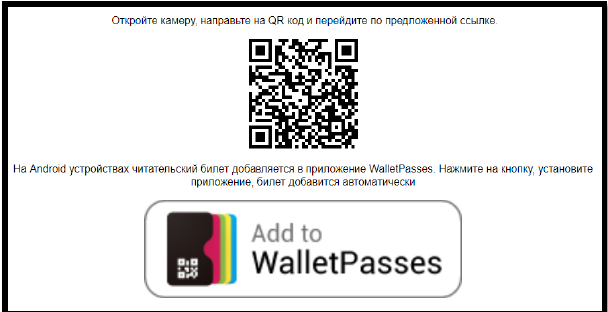 Откройте камеру, направьте на QR код и перейдите по предложенной ссылке.
На Android устройствах читательский билет добавляется в приложение WalletPasses. Нажмите на кнопку, установите
приложение, билет добавится автоматически
Add to
WalletPasses